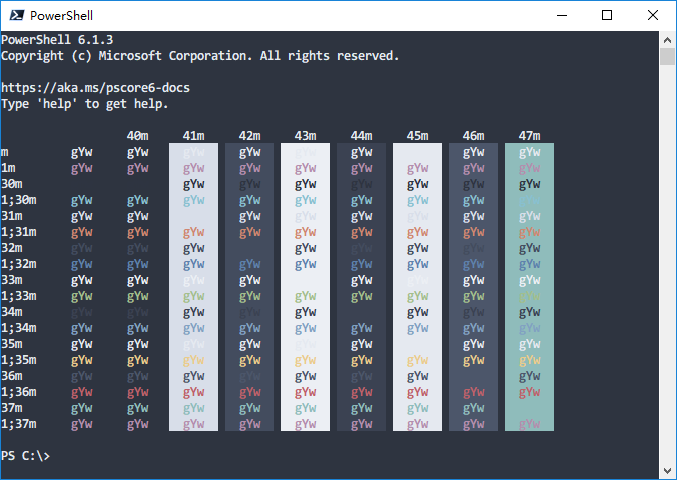 PowerShell
PowerShell 6.1.3
Copyright (c) Microsoft Corporation. All rights reserved.
https://aka.ms/pscore6-docs
Type 'help' to get help.
40m 41m 42m 43m 44m 45m 46m 47m
m gYw gYw gYw gYw gYw gYw gYw gYw gYw
1m gYw gYw gYw gYw gYw gYw gYw gYw gYw
30m gYw gYw gYw gYw gYw gYw gYw
1;30m gYw gYw gYw gYw gYw gYw gYw gYw gYw
31m gYw gYw gYw gYw gYw gYw gYw gYw
1;31m gYw gYw gYw gYw gYw gYw gYw gYw gYw
32m gYw gYw gYw gYw gYw gYw gYw gYw
1;32m gYw gYw gYw gYw gYw gYw gYw gYw gYw
33m gYw gYw gYw gYw gYw gYw gYw gYw
1;33m gYw gYw gYw gYw gYw gYw gYw gYw gYw
34m gYw gYw gYw gYw gYw gYw gYw gYw
1;34m gYw gYw gYw gYw gYw gYw gYw gYw gYw
35m gYw gYw gYw gYw gYw gYw gYw gYw
1;35m gYw gYw gYw gYw gYw gYw gYw gYw gYw
36m gYw gYw gYw gYw gYw gYw gYw gYw
1;36m gYw gYw gYw gYw gYw gYw gYw gYw gYw
37m gYw gYw gYw gYw gYw gYw gYw gYw
1;37m gYw gYw gYw gYw gYw gYw gYw gYw gYw
PS C:\>